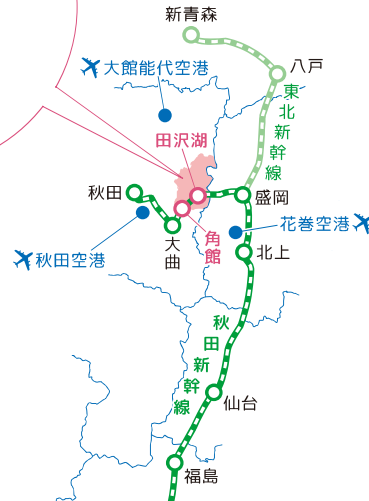 新青森
八戸
大館能代空港
東北新幹線
田沢湖
秋田
盛岡
花巻空港
角館
大曲
北上
秋田空港
秋田新幹線
仙台
福島